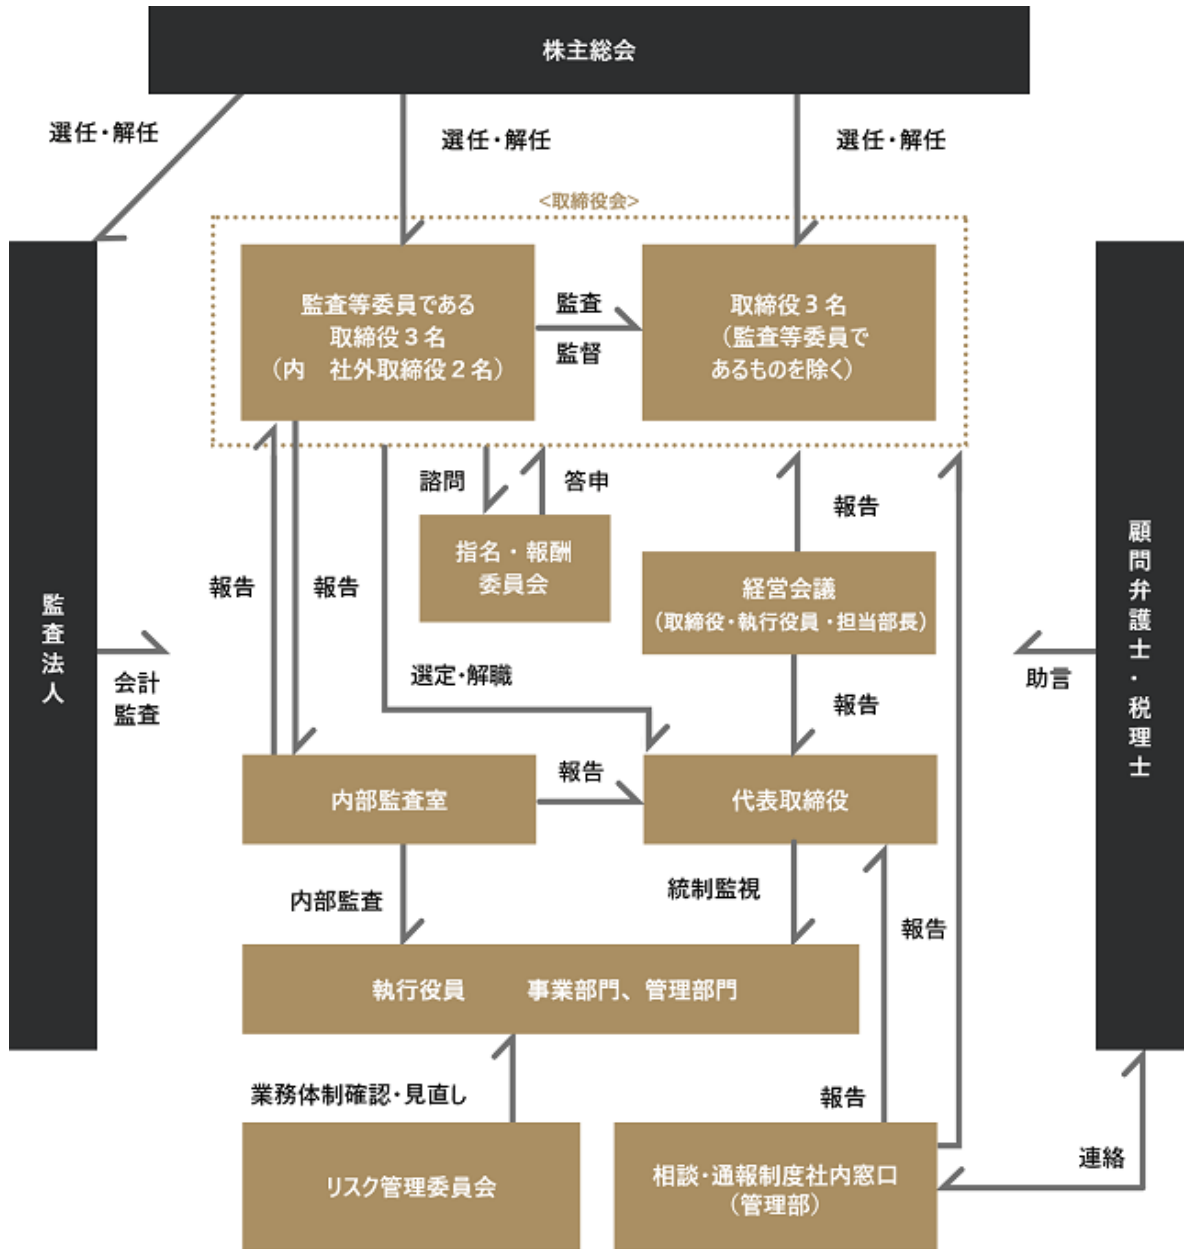 株主総会
選任・解任
選任・解任
選任・解任
<取締役会>
監査等委員である
取締役3名
（内　社外取締役2名）
監査
監督
取締役3名
（監査等委員で
あるものを除く）
諮問
答申
報告
指名・報酬
委員会
報告
報告
経営会議
（取締役・執行役員・担当部長）
監査法人
会計
監査
顧問弁護士・税理士
助言
選定・解職
報告
内部監査室
報告
代表取締役
内部監査
統制監視
報告
執行役員　　事業部門、管理部門
業務体制確認・見直し
報告
リスク管理委員会
相談・通報制度社内窓口
（管理部）
連絡